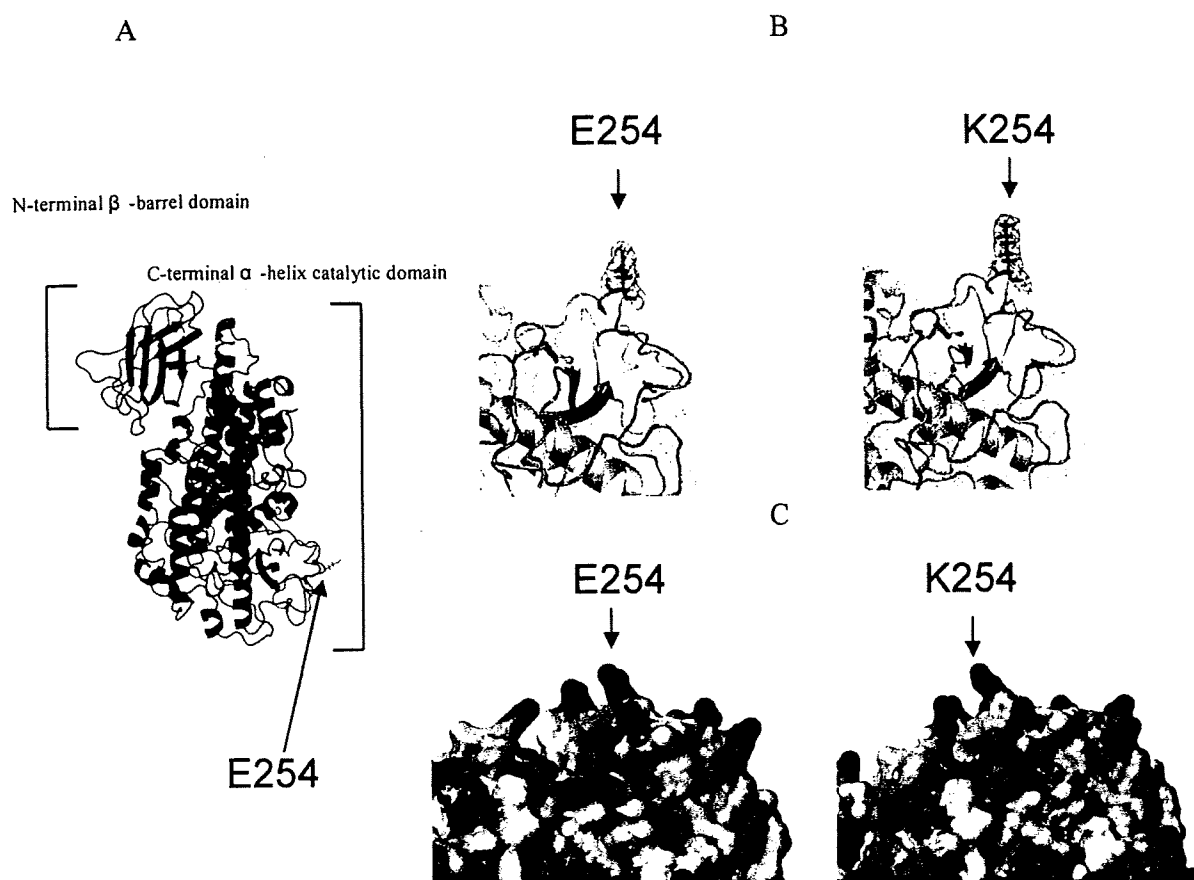 A
B
E254
K254
N-terminal β -barrel domain
C-terminal α -helix catalytic domain
C
E254
K254
E254